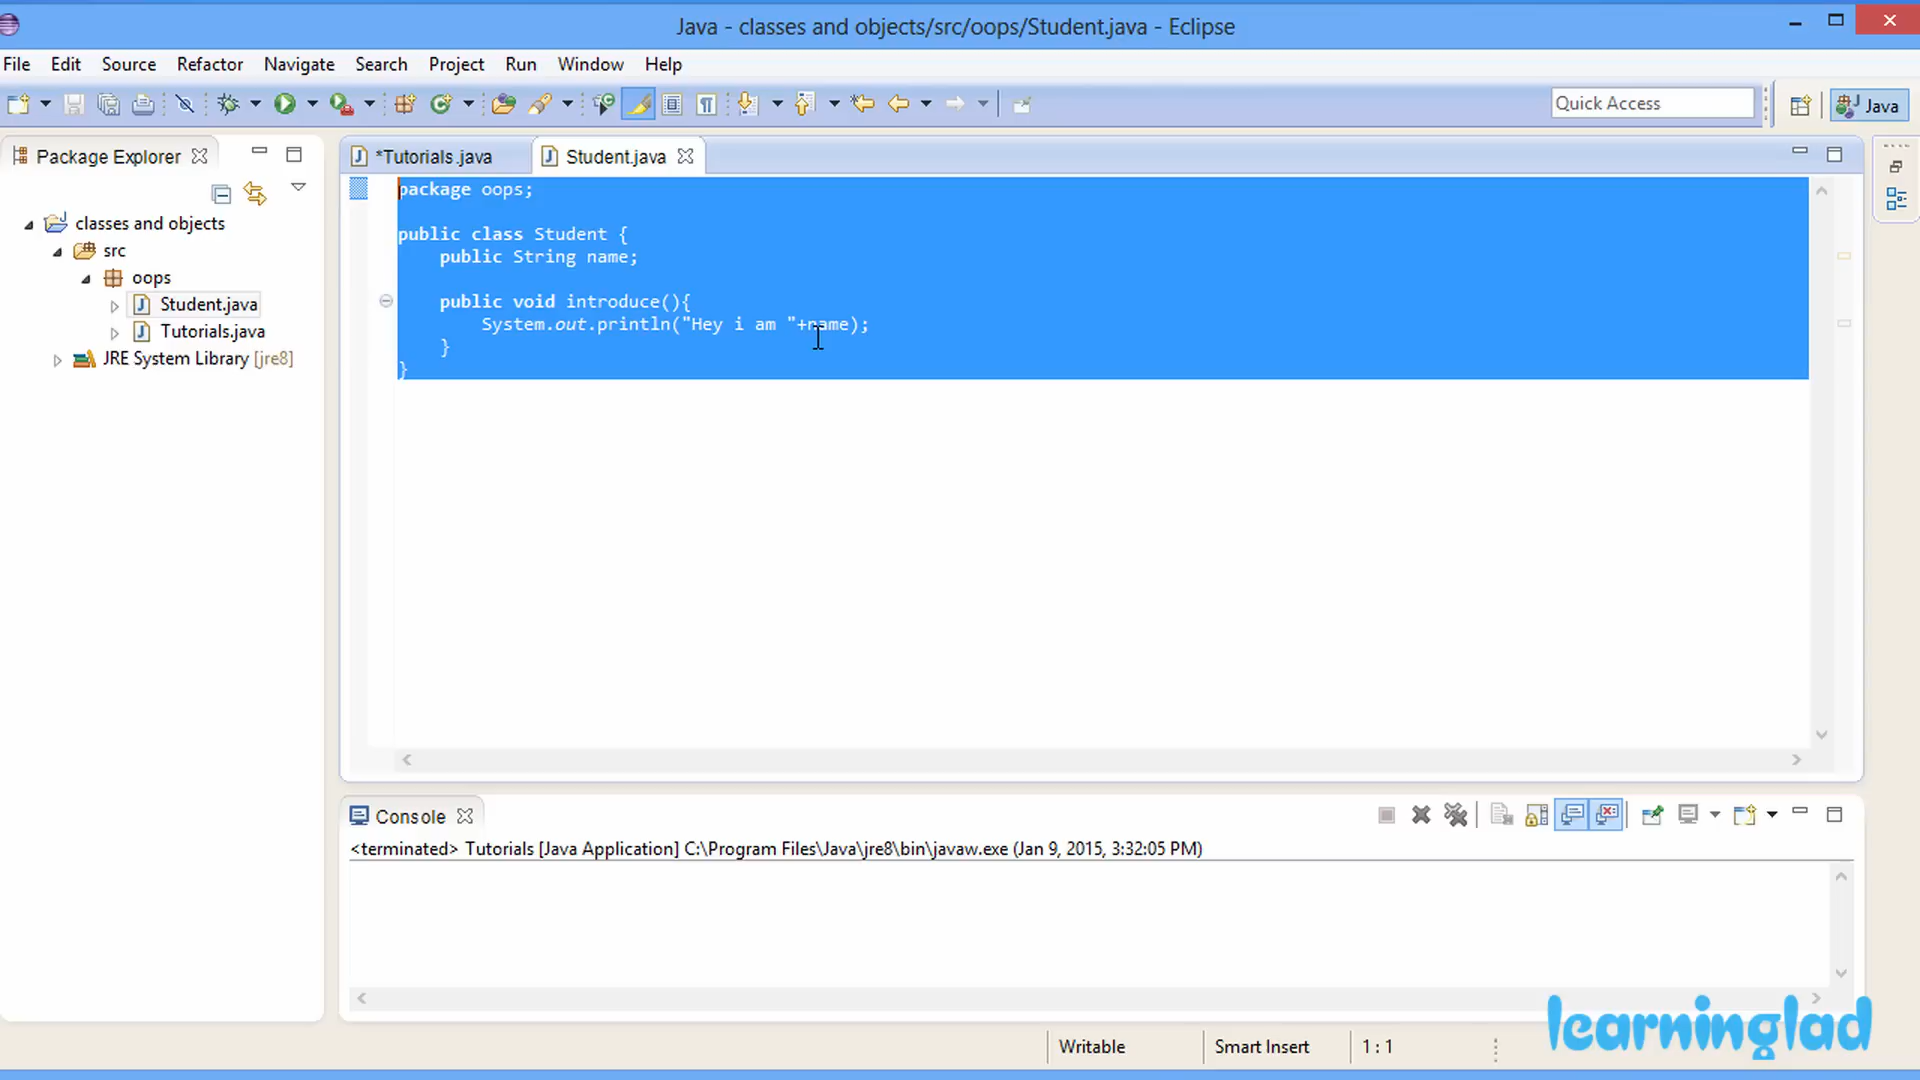 Java - classes and objects/src/oops/Student.java - Eclipse
File Edit Source Refactor Navigate Search Project Run Window Help
Quick Access
Java
Package Explorer
*Tutorials.java
Student.java
classes and objects
src
oops
Student.java
Tutorials.java
JRE System Library [jre8]
package oops;
public class Student {
public String name;
public void introduce(){
System.out.println("Hey i am "+name);
}
}
Console
<terminated> Tutorials [Java Application] C:\Program Files\Java\jre8\bin\javaw.exe (Jan 9, 2015, 3:32:05 PM)
Writable
Smart Insert
1 : 1
learninglad